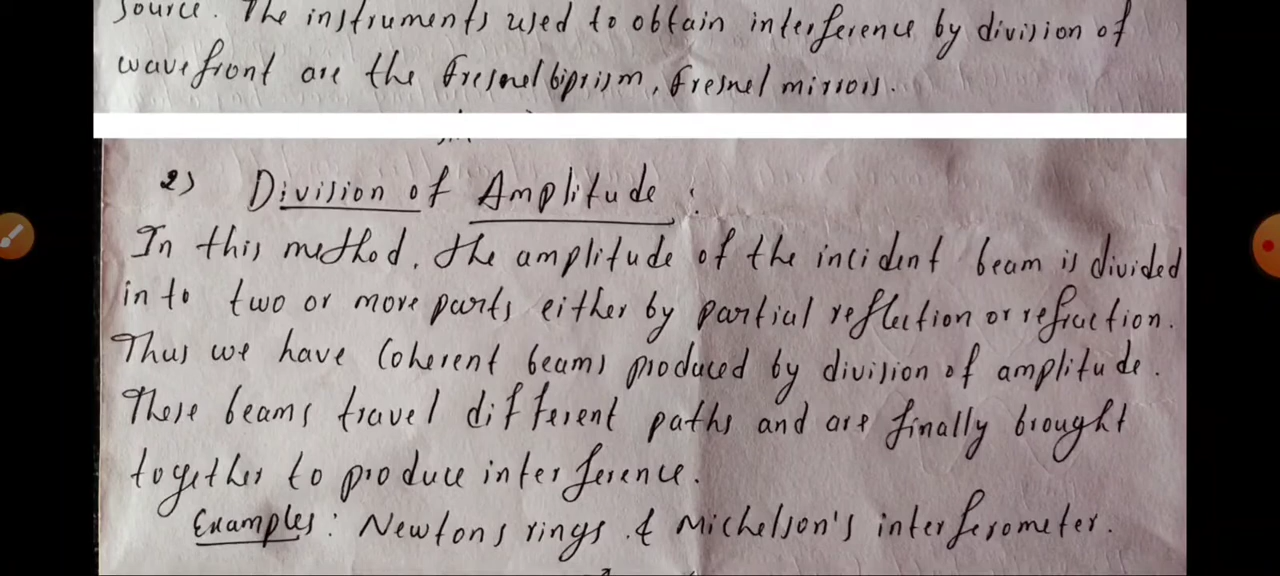 source. The instruments used to obtain interference by division of
wavefront are the fresnel biprism, fresnel mirrors.
2) Division of Amplitude :
In this method, the amplitude of the incident beam is divided
in to two or more parts either by partial reflection or refraction.
Thus we have coherent beams produced by division of amplitude.
These beams travel different paths and are finally brought
together to produce interference.
Examples : Newtons rings & Michelson's interferometer.